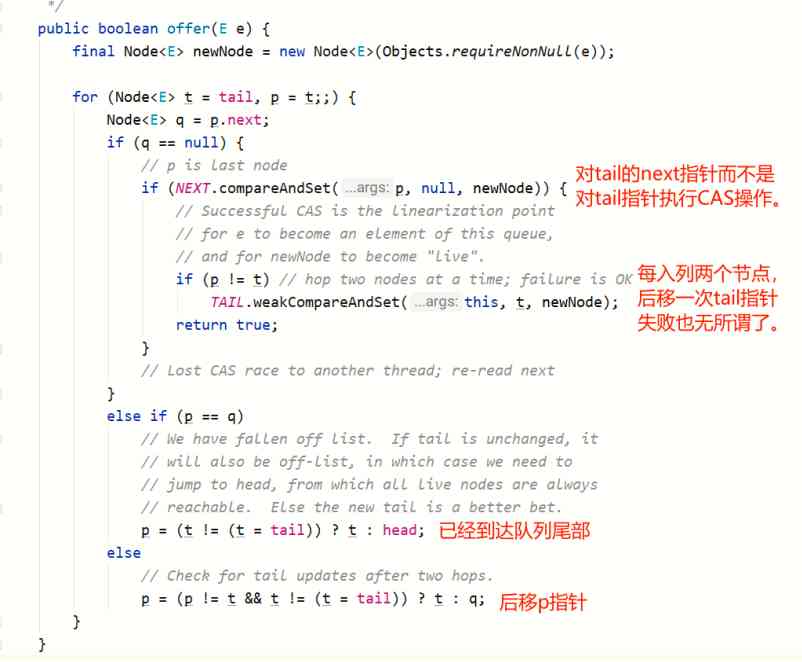 */
public boolean offer(E e) {
final Node<E> newNode = new Node<E>(Objects.requireNonNull(e));
for (Node<E> t = tail, p = t;;) {
Node<E> q = p.next;
if (q == null) {
// p is last node
if (NEXT.compareAndSet( ...args: p, null, newNode)) {
对tail的next指针而不是
对tail指针执行CAS操作。
// Successful CAS is the linearization point
// for e to become an element of this queue,
// and for newNode to become "live".
if (p != t) // hop two nodes at a time; failure is OK
TAIL.weakCompareAndSet( ...args: this, t, newNode);
每入列两个节点，
后移一次tail指针
失败也无所谓了。
return true;
}
// Lost CAS race to another thread; re-read next
}
else if (p == q)
// We have fallen off list.  If tail is unchanged, it
// will also be off-list, in which case we need to
// jump to head, from which all live nodes are always
// reachable.  Else the new tail is a better bet.
p = (t != (t = tail)) ? t : head; 已经到达队列尾部
else
// Check for tail updates after two hops.
p = (p != t && t != (t = tail)) ? t : q; 后移p指针
}
}